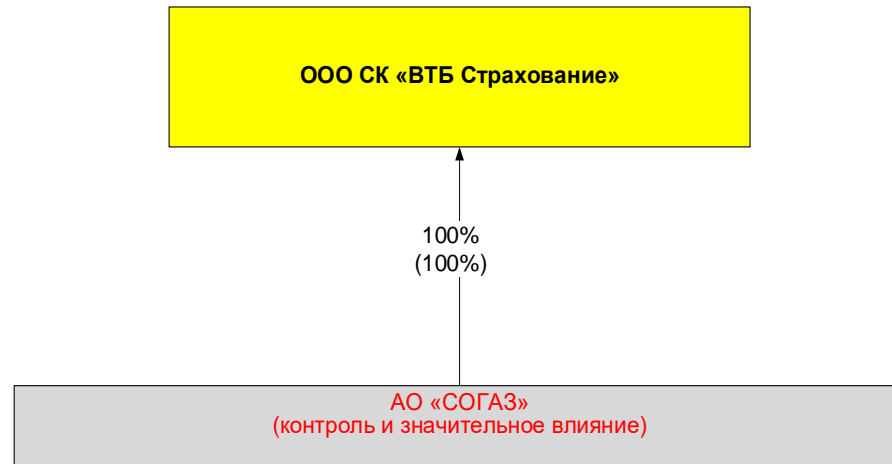 ООО СК «ВТБ Страхование»
100%
(100%)
АО «СОГАЗ»
(контроль и значительное влияние)